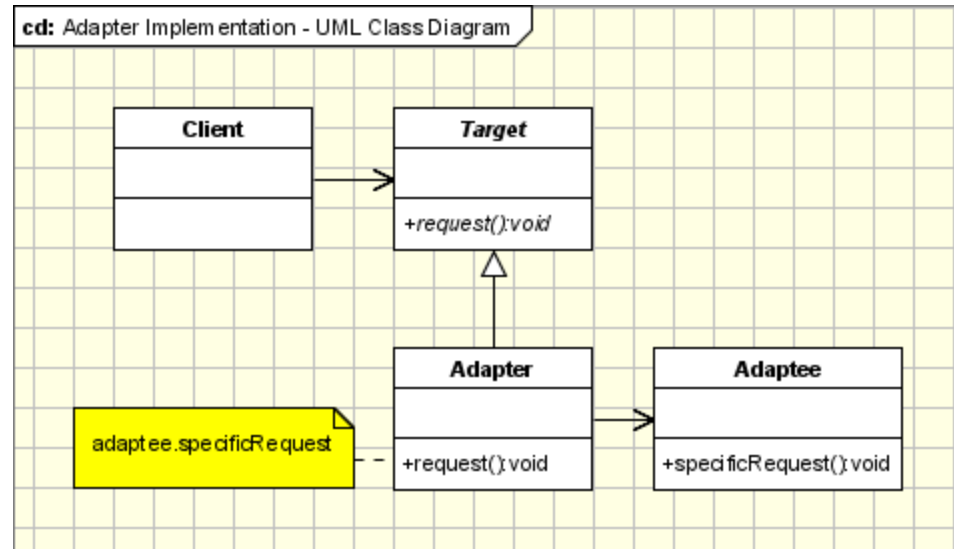 cd: Adapter Implementation - UML Class Diagram
Client
Target
+request():void
Adapter
+request():void
Adaptee
+specificRequest():void
adaptee.specificRequest